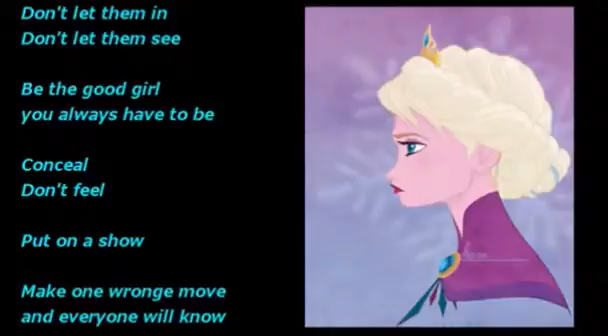 Don't let them in
Don't let them see
Be the good girl
you always have to be
Conceal
Don't feel
Put on a show
Make one wronge move
and everyone will know